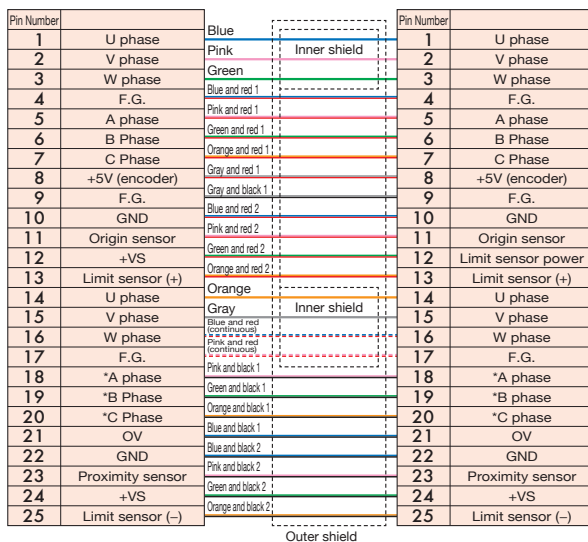 Pin Number Pin Number
1 U phase Blue 1 U phase
2 V phase Pink Inner shield 2 V phase
3 W phase Green 3 W phase
4 F.G. Blue and red 1 4 F.G.
5 A phase Pink and red 1 5 A phase
6 B Phase Green and red 1 6 B Phase
7 C Phase Orange and red 1 7 C Phase
8 +5V (encoder) Gray and red 1 8 +5V (encoder)
9 F.G. Gray and black 1 9 F.G.
10 GND Blue and red 2 10 GND
11 Origin sensor Pink and red 2 11 Origin sensor
12 +VS Green and red 2 12 Limit sensor power
13 Limit sensor (+) Orange and red 2 13 Limit sensor (+)
14 U phase Orange 14 U phase
15 V phase Gray Inner shield 15 V phase
16 W phase Blue and red (continuous) 16 W phase
17 F.G. Pink and red (continuous) 17 F.G.
18 *A phase Pink and black 1 18 *A phase
19 *B Phase Green and black 1 19 *B phase
20 *C Phase Orange and black 1 20 *C phase
21 OV Blue and black 1 21 OV
22 GND Blue and black 2 22 GND
23 Proximity sensor Pink and black 2 23 Proximity sensor
24 +VS Green and black 2 24 +VS
25 Limit sensor (−) Orange and black 2 25 Limit sensor (−)
Outer shield